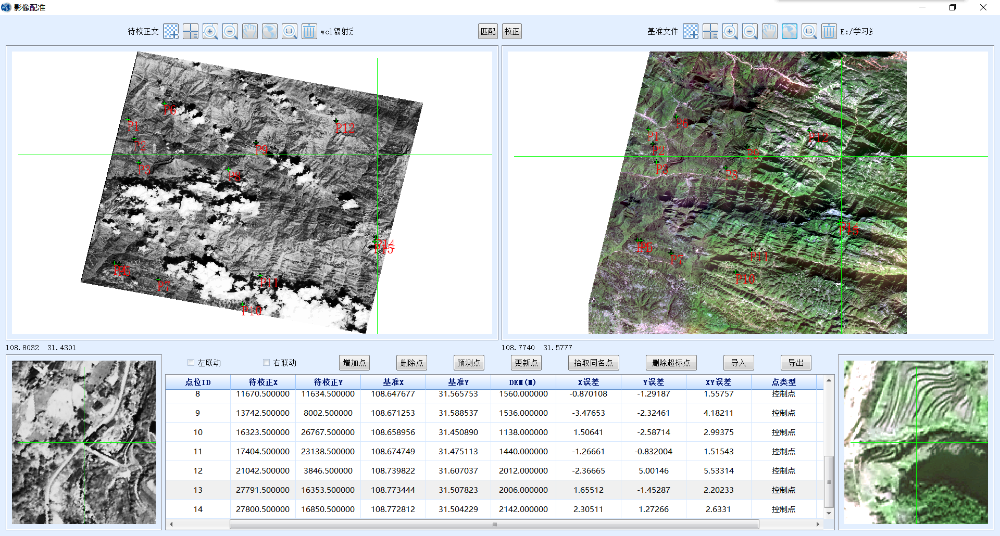 影像配准
待校正文 wcl辐射定 匹配 校正 基准文件 E:/学习资
P6
P1
P2
P3
P12
P9
P8
P14
P15
P7
P11
P10
P6
P1
P2
P3
P12
P9
P8
P15
P7
P11
P10
108.8032 31.4301 108.7740 31.5777
左联动 右联动 增加点 删除点 预测点 更新点 拾取同名点 删除超标点 导入 导出
点位ID 待校正X 待校正Y 基准X 基准Y DEM(M) X误差 Y误差 XY误差 点类型
8 11670.500000 11634.500000 108.647677 31.565753 1560.000000 -0.870108 -1.29187 1.55757 控制点
9 13742.500000 8002.500000 108.671253 31.588537 1536.000000 -3.47653 -2.32461 4.18211 控制点
10 16323.500000 26767.500000 108.658956 31.450890 1138.000000 1.50641 -2.58714 2.99375 控制点
11 17404.500000 23138.500000 108.674749 31.475113 1440.000000 -1.26661 -0.832004 1.51543 控制点
12 21042.500000 3846.500000 108.739822 31.607037 2012.000000 -2.36665 5.00146 5.53314 控制点
13 27791.500000 16353.500000 108.773444 31.507823 2006.000000 1.65512 -1.45287 2.20233 控制点
14 27800.500000 16850.500000 108.772812 31.504229 2142.000000 2.30511 1.27266 2.6331 控制点